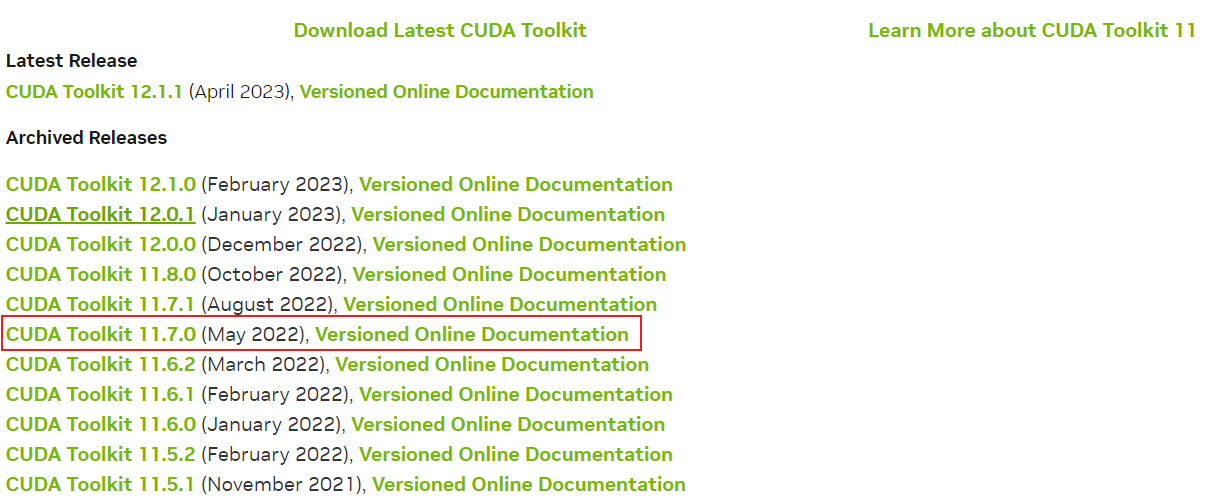 Download Latest CUDA Toolkit Learn More about CUDA Toolkit 11
Latest Release
CUDA Toolkit 12.1.1 (April 2023), Versioned Online Documentation
Archived Releases
CUDA Toolkit 12.1.0 (February 2023), Versioned Online Documentation
CUDA Toolkit 12.0.1 (January 2023), Versioned Online Documentation
CUDA Toolkit 12.0.0 (December 2022), Versioned Online Documentation
CUDA Toolkit 11.8.0 (October 2022), Versioned Online Documentation
CUDA Toolkit 11.7.1 (August 2022), Versioned Online Documentation
CUDA Toolkit 11.7.0 (May 2022), Versioned Online Documentation
CUDA Toolkit 11.6.2 (March 2022), Versioned Online Documentation
CUDA Toolkit 11.6.1 (February 2022), Versioned Online Documentation
CUDA Toolkit 11.6.0 (January 2022), Versioned Online Documentation
CUDA Toolkit 11.5.2 (February 2022), Versioned Online Documentation
CUDA Toolkit 11.5.1 (November 2021), Versioned Online Documentation